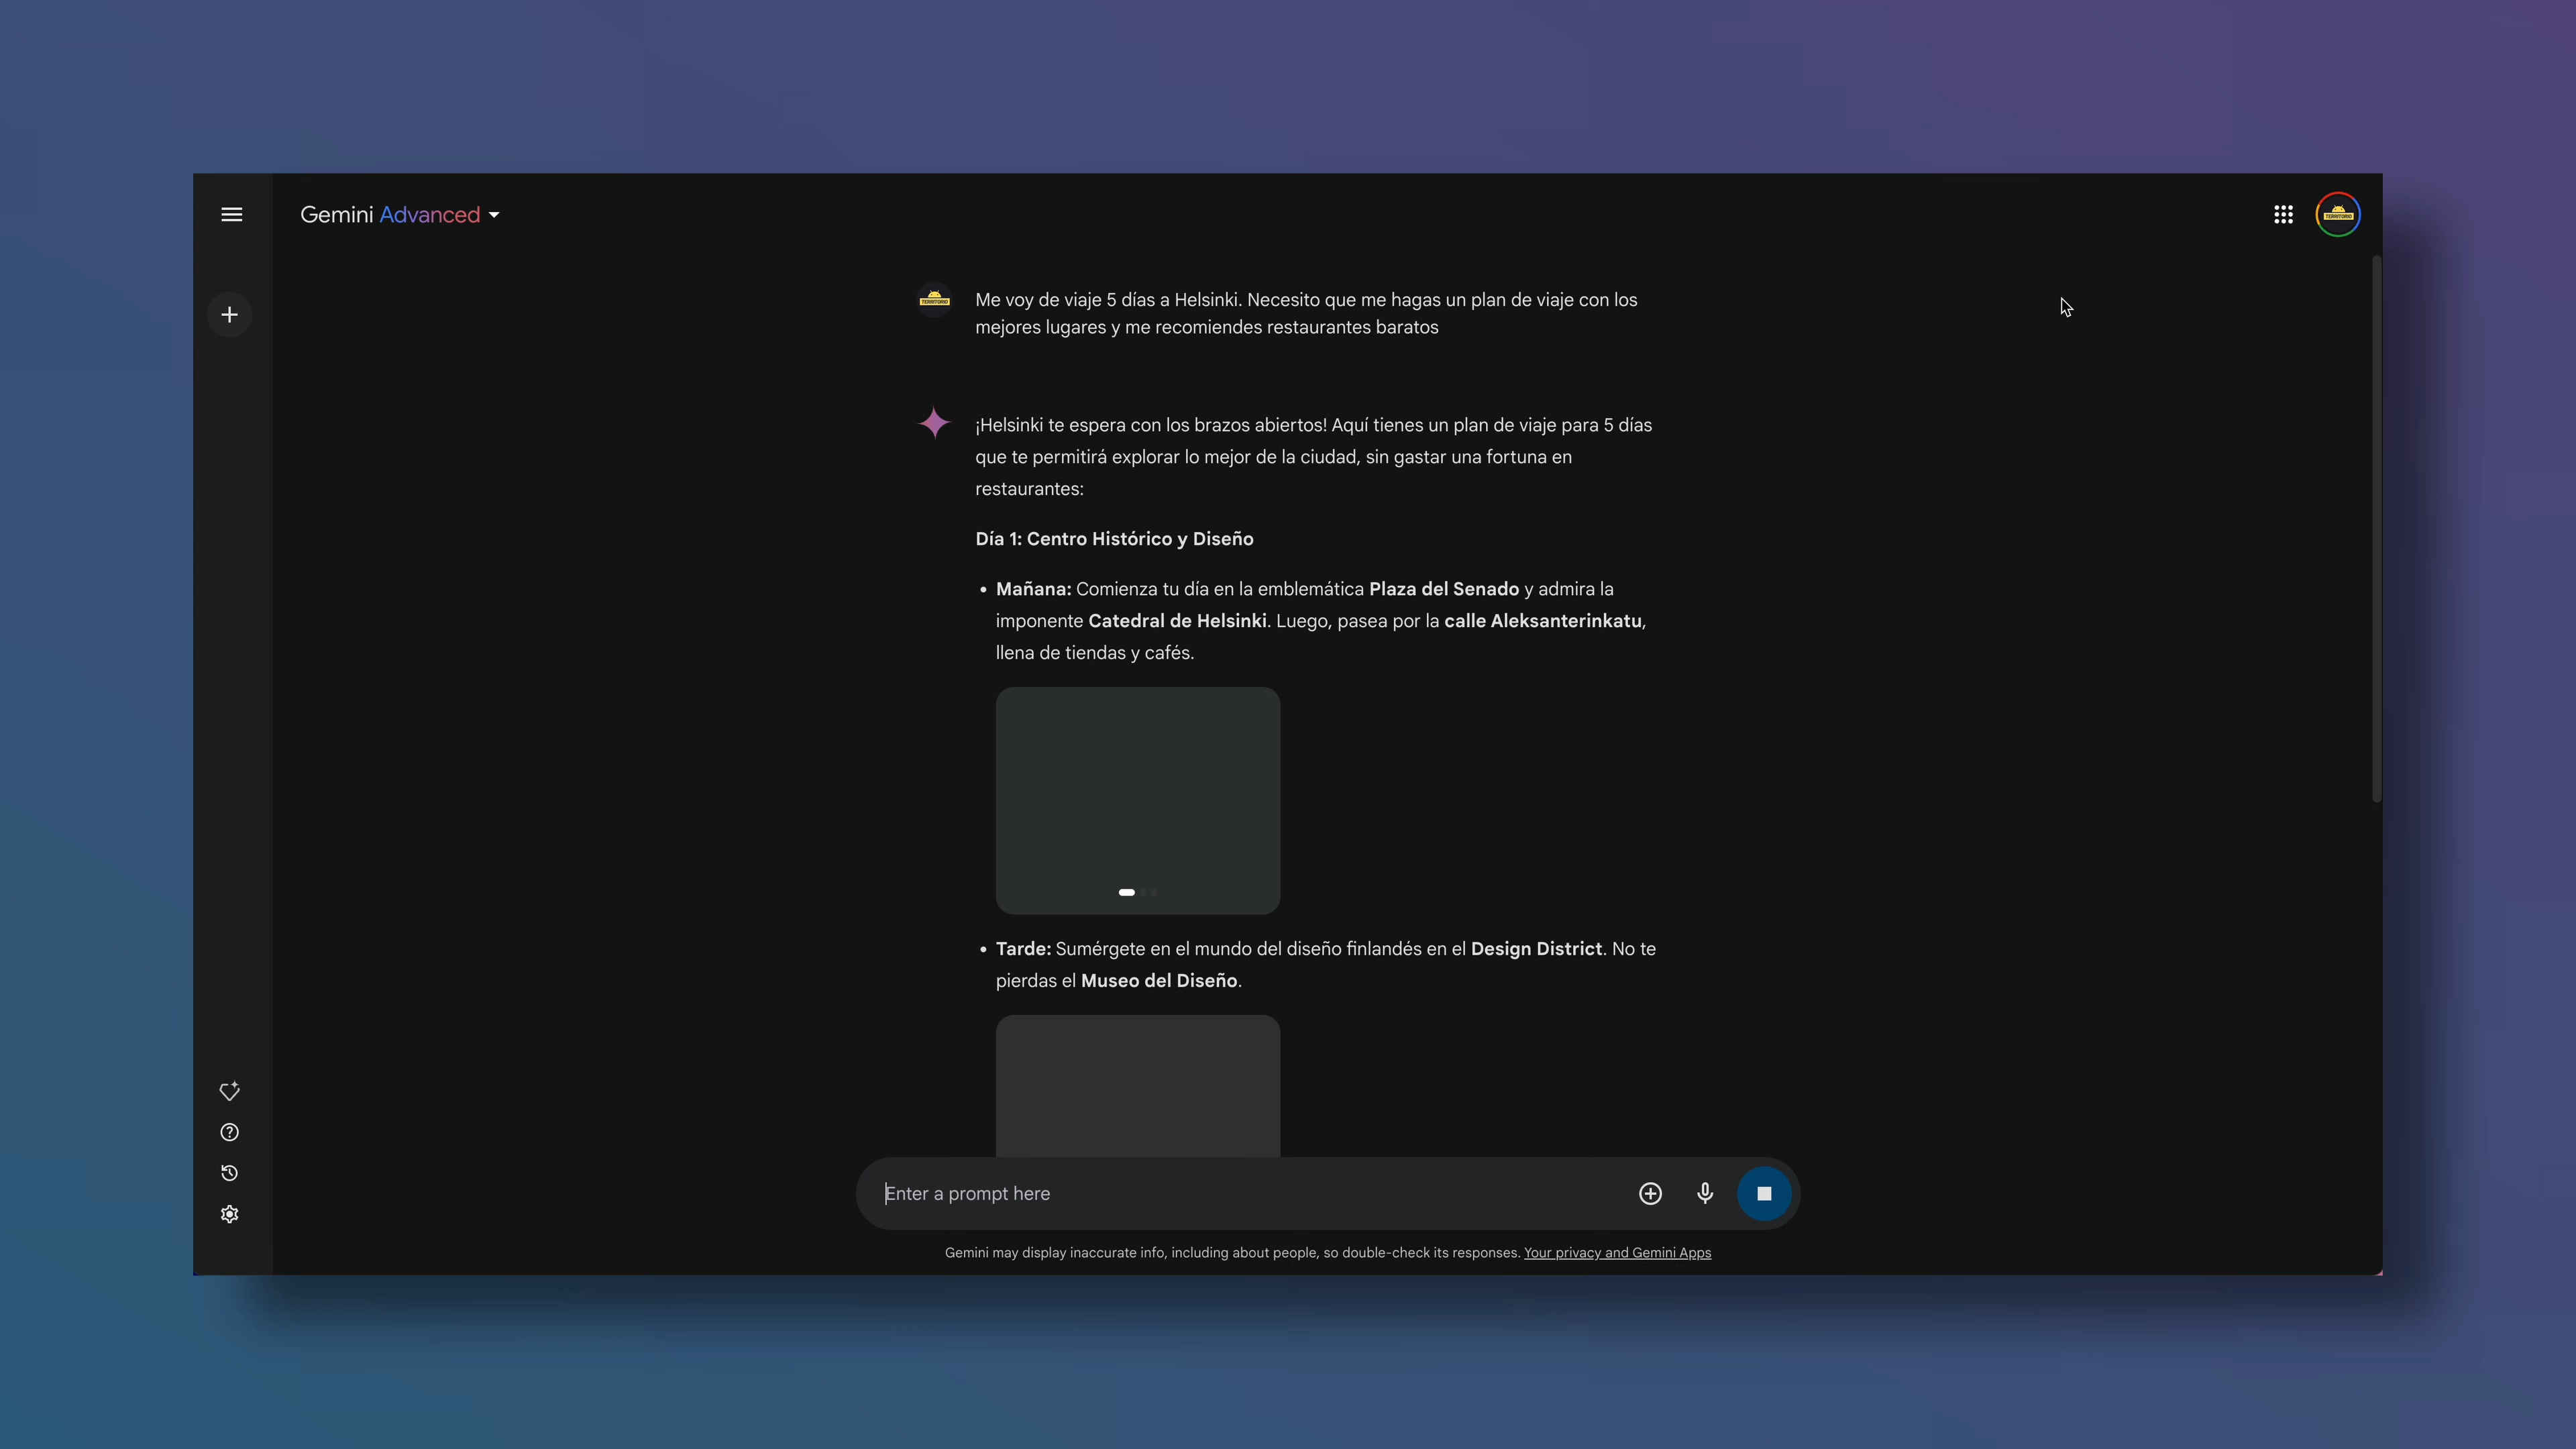 Gemini Advanced
TERRITORIO
TERRITORIO
Me voy de viaje 5 días a Helsinki. Necesito que me hagas un plan de viaje con los
mejores lugares y me recomiendes restaurantes baratos
¡Helsinki te espera con los brazos abiertos! Aquí tienes un plan de viaje para 5 días
que te permitirá explorar lo mejor de la ciudad, sin gastar una fortuna en
restaurantes:
Día 1: Centro Histórico y Diseño
• Mañana: Comienza tu día en la emblemática Plaza del Senado y admira la
imponente Catedral de Helsinki. Luego, pasea por la calle Aleksanterinkatu,
llena de tiendas y cafés.
• Tarde: Sumérgete en el mundo del diseño finlandés en el Design District. No te
pierdas el Museo del Diseño.
Enter a prompt here
Gemini may display inaccurate info, including about people, so double-check its responses. Your privacy and Gemini Apps